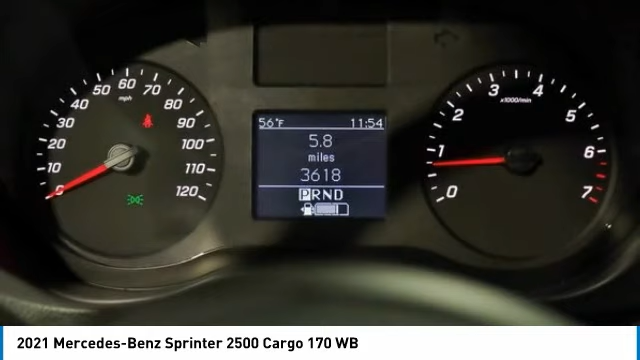 0 10 20 30 40 50 60 70 80 90 100 110 120
mph
56°F 11:54
5.8
miles
3618
PRND
0 1 2 3 4 5 6 7
x1000/min
2021 Mercedes-Benz Sprinter 2500 Cargo 170 WB